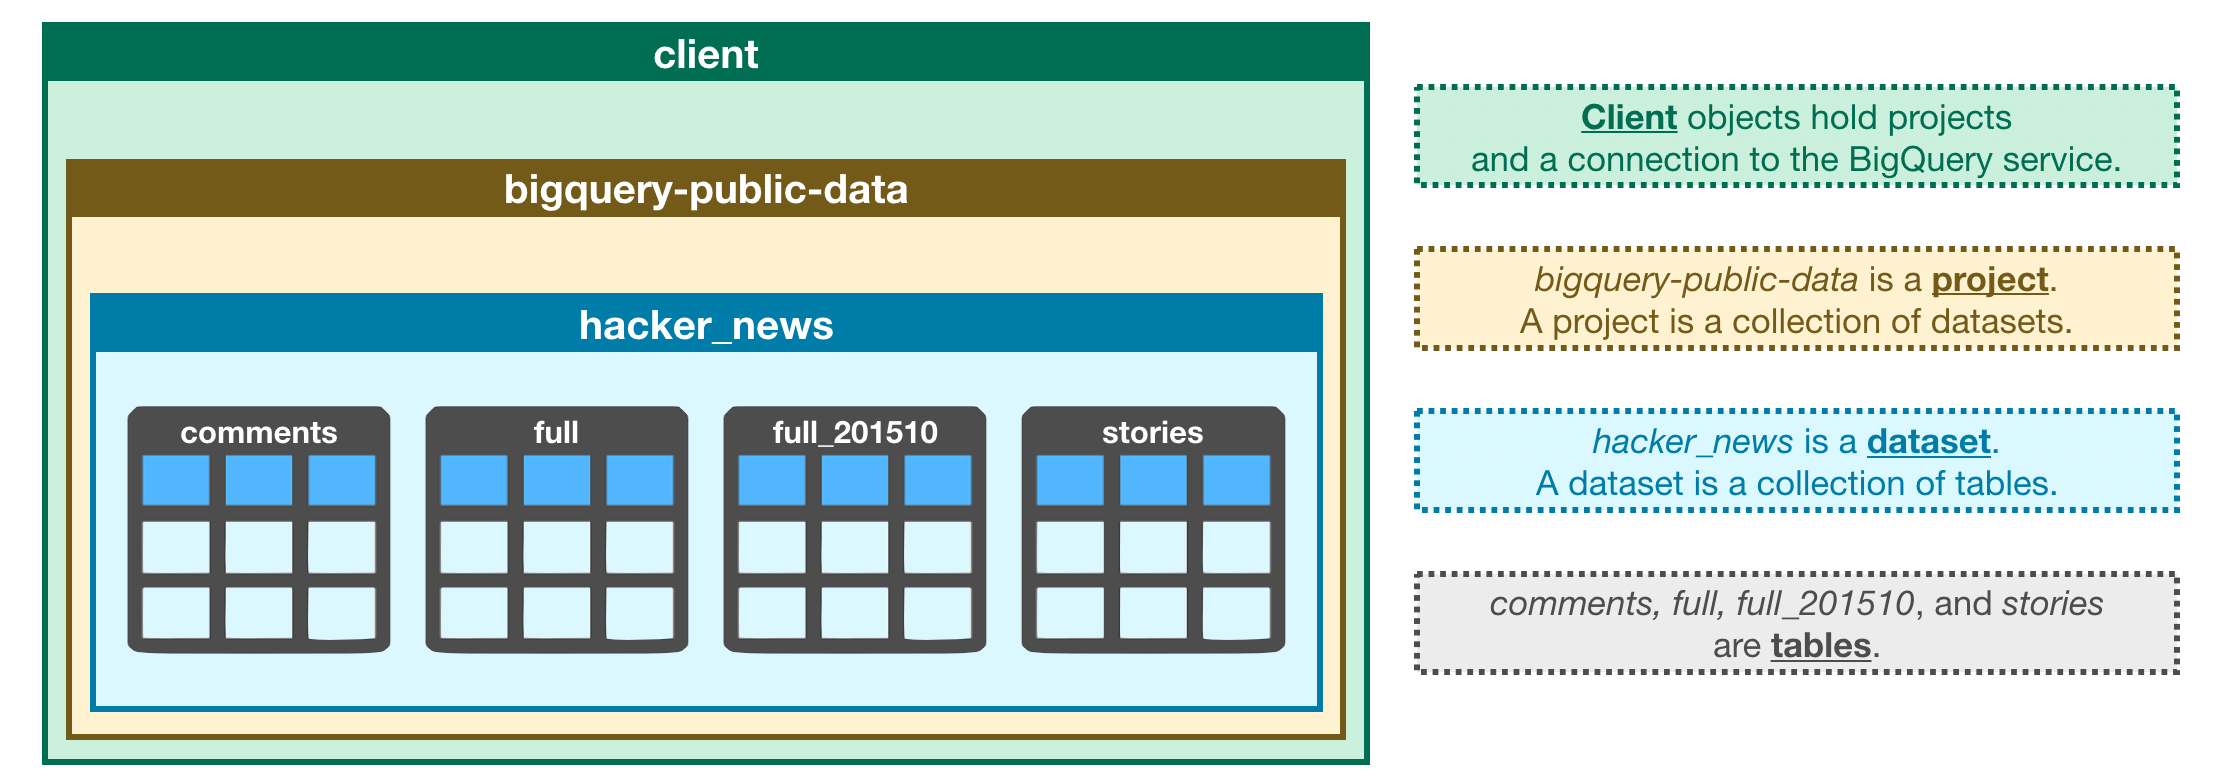 client
bigquery-public-data
hacker_news
comments
full
full_201510
stories
Client objects hold projects
and a connection to the BigQuery service.
bigquery-public-data is a project.
A project is a collection of datasets.
hacker_news is a dataset.
A dataset is a collection of tables.
comments, full, full_201510, and stories
are tables.